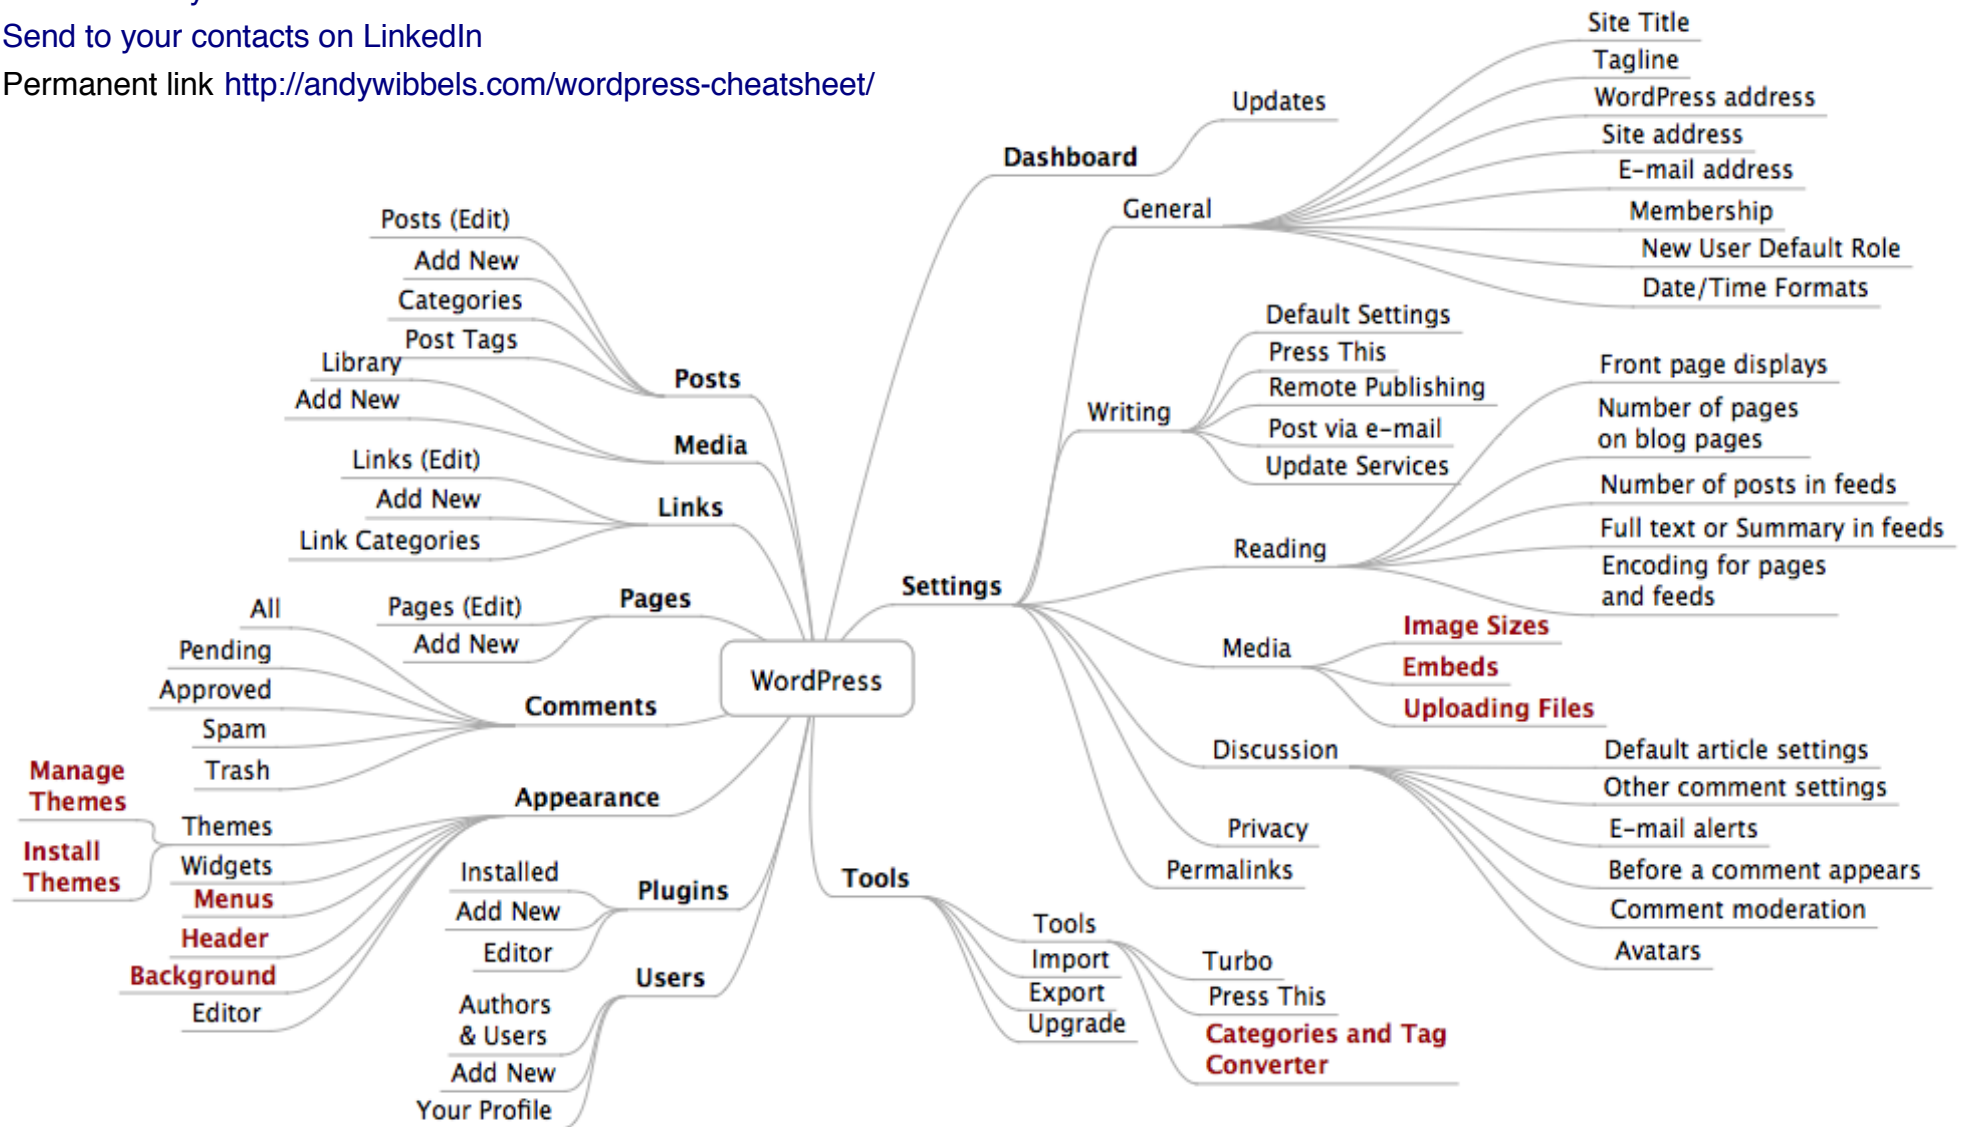 Send to your contacts on LinkedIn
Permanent link http://andywibbels.com/wordpress-cheatsheet/
WordPress
Dashboard
Updates
Settings
General
Site Title
Tagline
WordPress address
Site address
E-mail address
Membership
New User Default Role
Date/Time Formats
Writing
Default Settings
Press This
Remote Publishing
Post via e-mail
Update Services
Reading
Front page displays
Number of pages
on blog pages
Number of posts in feeds
Full text or Summary in feeds
Encoding for pages
and feeds
Media
Image Sizes
Embeds
Uploading Files
Discussion
Default article settings
Other comment settings
E-mail alerts
Before a comment appears
Comment moderation
Avatars
Privacy
Permalinks
Tools
Tools
Turbo
Press This
Categories and Tag
Converter
Import
Export
Upgrade
Posts
Posts (Edit)
Add New
Categories
Post Tags
Media
Library
Add New
Links
Links (Edit)
Add New
Link Categories
Pages
Pages (Edit)
Add New
Comments
All
Pending
Approved
Spam
Trash
Appearance
Themes
Manage
Themes
Install
Themes
Widgets
Menus
Header
Background
Editor
Plugins
Installed
Add New
Editor
Users
Authors
& Users
Add New
Your Profile